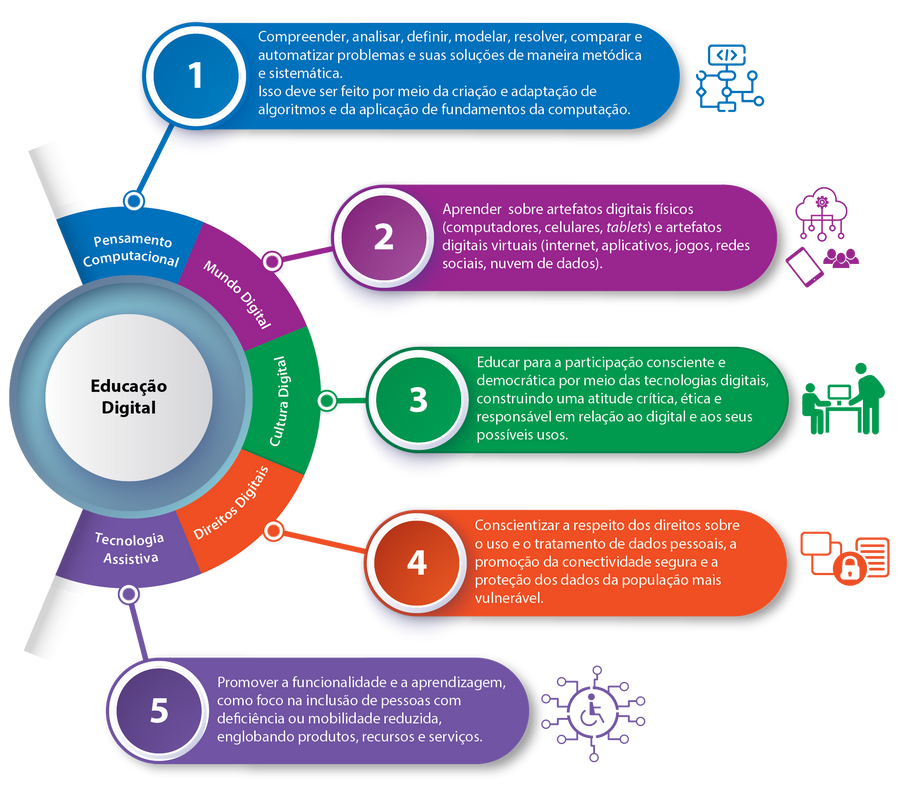 1
Compreender, analisar, definir, modelar, resolver, comparar e
automatizar problemas e suas soluções de maneira metódica
e sistemática.
Isso deve ser feito por meio da criação e adaptação de
algoritmos e da aplicação de fundamentos da computação.
</>
Pensamento
Computacional
2
Aprender sobre artefatos digitais físicos
(computadores, celulares, tablets) e artefatos
digitais virtuais (internet, aplicativos, jogos, redes
sociais, nuvem de dados).
Mundo Digital
3
Educar para a participação consciente e
democrática por meio das tecnologias digitais,
construindo uma atitude crítica, ética e
responsável em relação ao digital e aos seus
possíveis usos.
Cultura Digital
Educação
Digital
4
Conscientizar a respeito dos direitos sobre
o uso e o tratamento de dados pessoais, a
promoção da conectividade segura e a
proteção dos dados da população mais
vulnerável.
Direitos Digitais
Tecnologia
Assistiva
5
Promover a funcionalidade e a aprendizagem,
como foco na inclusão de pessoas com
deficiência ou mobilidade reduzida,
englobando produtos, recursos e serviços.